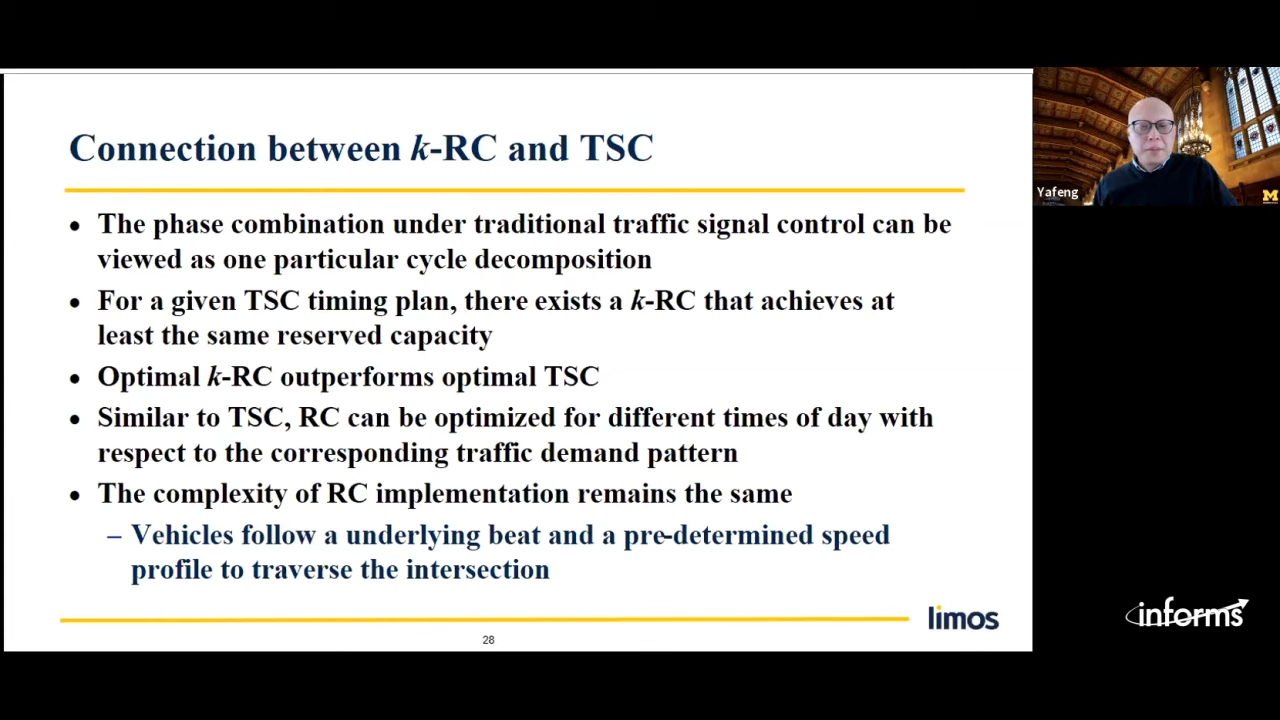 Connection between k-RC and TSC
• The phase combination under traditional traffic signal control can be
viewed as one particular cycle decomposition
• For a given TSC timing plan, there exists a k-RC that achieves at
least the same reserved capacity
• Optimal k-RC outperforms optimal TSC
• Similar to TSC, RC can be optimized for different times of day with
respect to the corresponding traffic demand pattern
• The complexity of RC implementation remains the same
– Vehicles follow a underlying beat and a pre-determined speed
profile to traverse the intersection
limos
28
Yafeng
M
informs